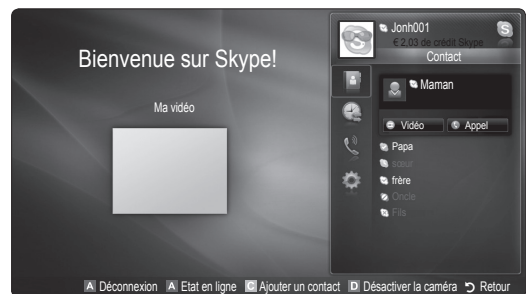 Bienvenue sur Skype!
Ma vidéo
Jonh001
€ 2,03 de crédit Skype
Contact
Maman
Vidéo
Appel
Papa
sœur
frère
Oncle
Fils
A Déconnexion A Etat en ligne C Ajouter un contact D Désactiver la caméra Retour